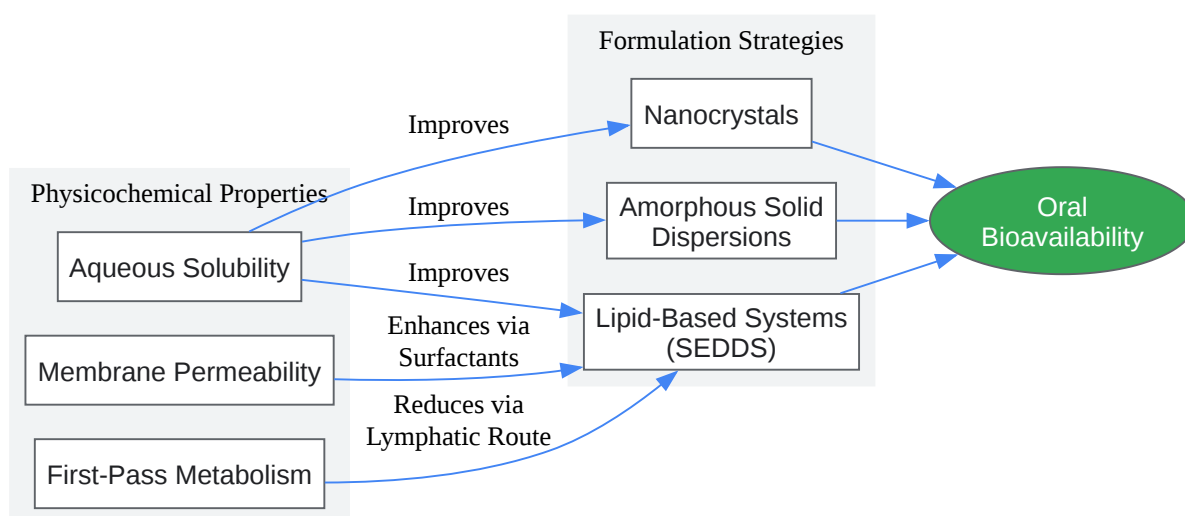 Formulation Strategies
Nanocrystals
Improves
Physicochemical Properties
Improves
Amorphous Solid
Dispersions
Oral
Bioavailability
Aqueous Solubility
Improves
Lipid-Based Systems
(SEDDS)
Enhances via
Surfactants
Membrane Permeability
Reduces via
Lymphatic Route
First-Pass Metabolism